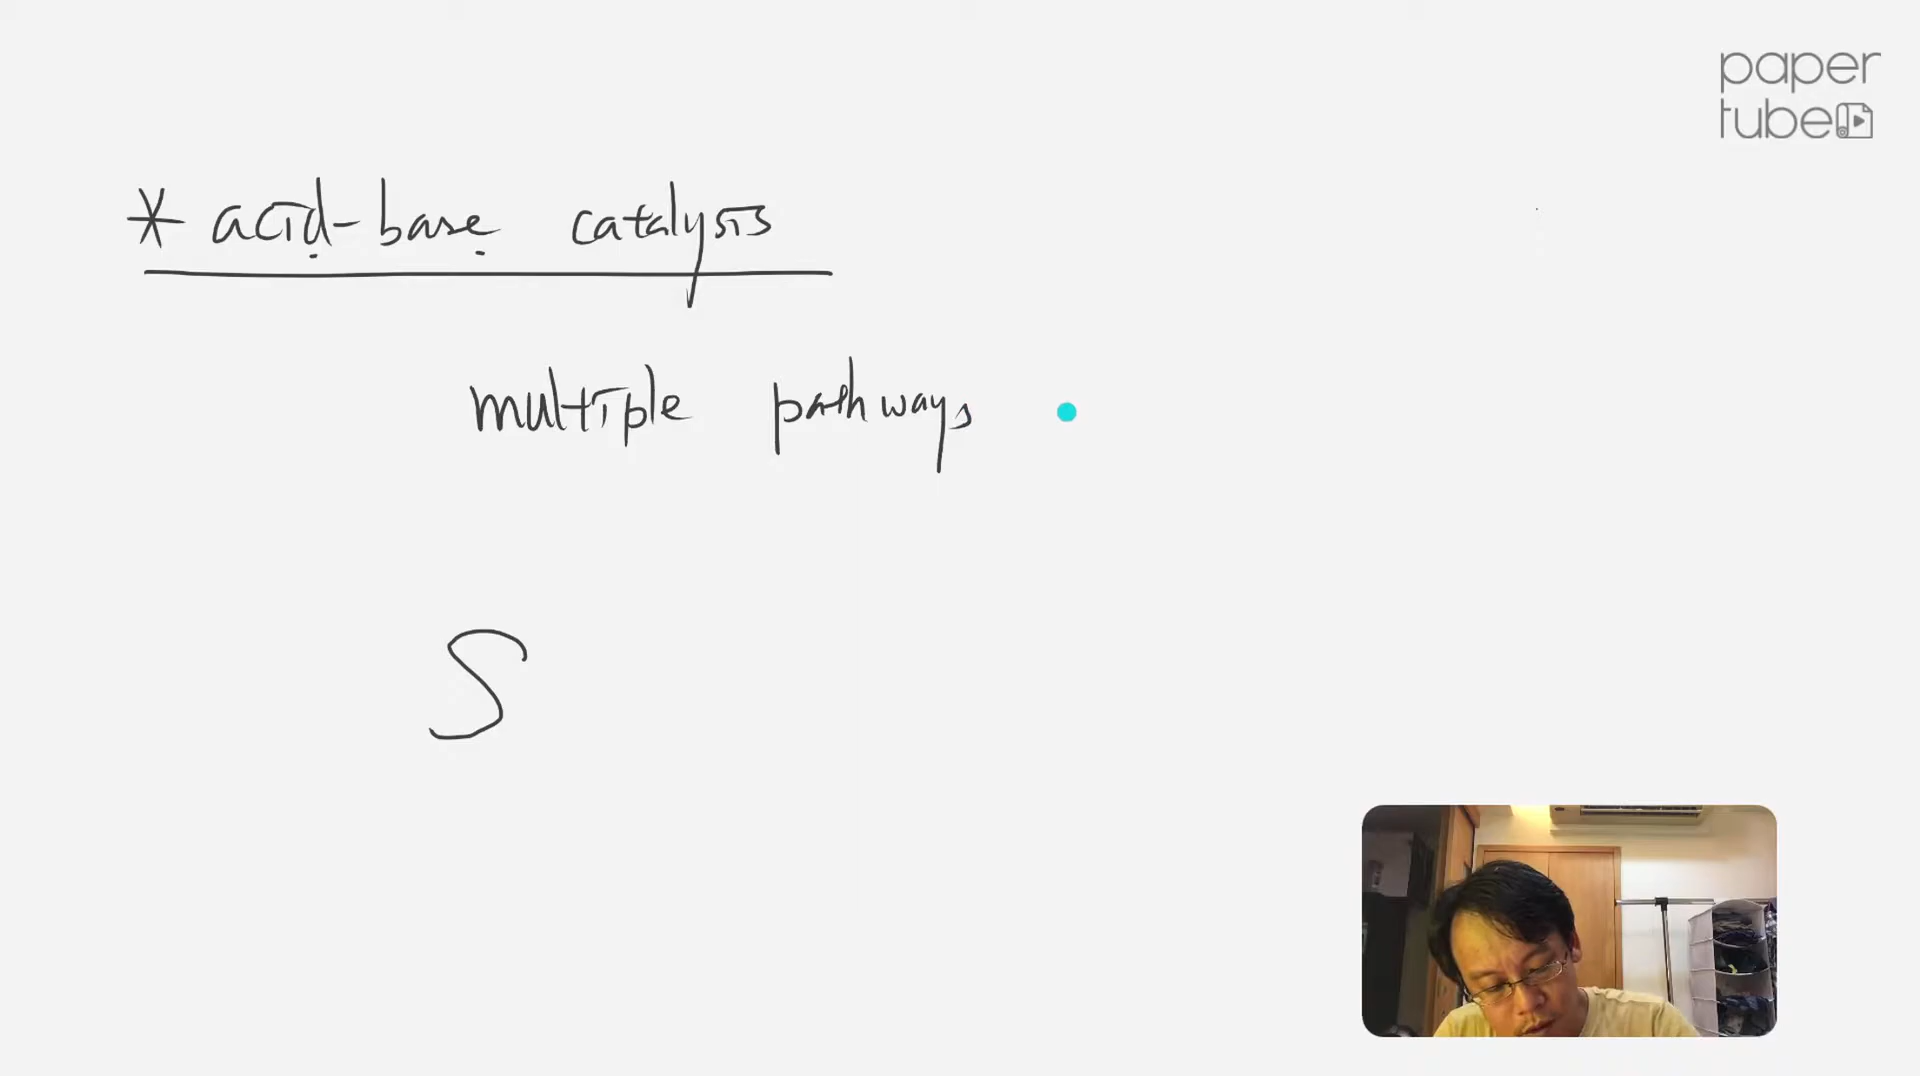 paper
tube
* acid-base catalysis
multiple pathways
S